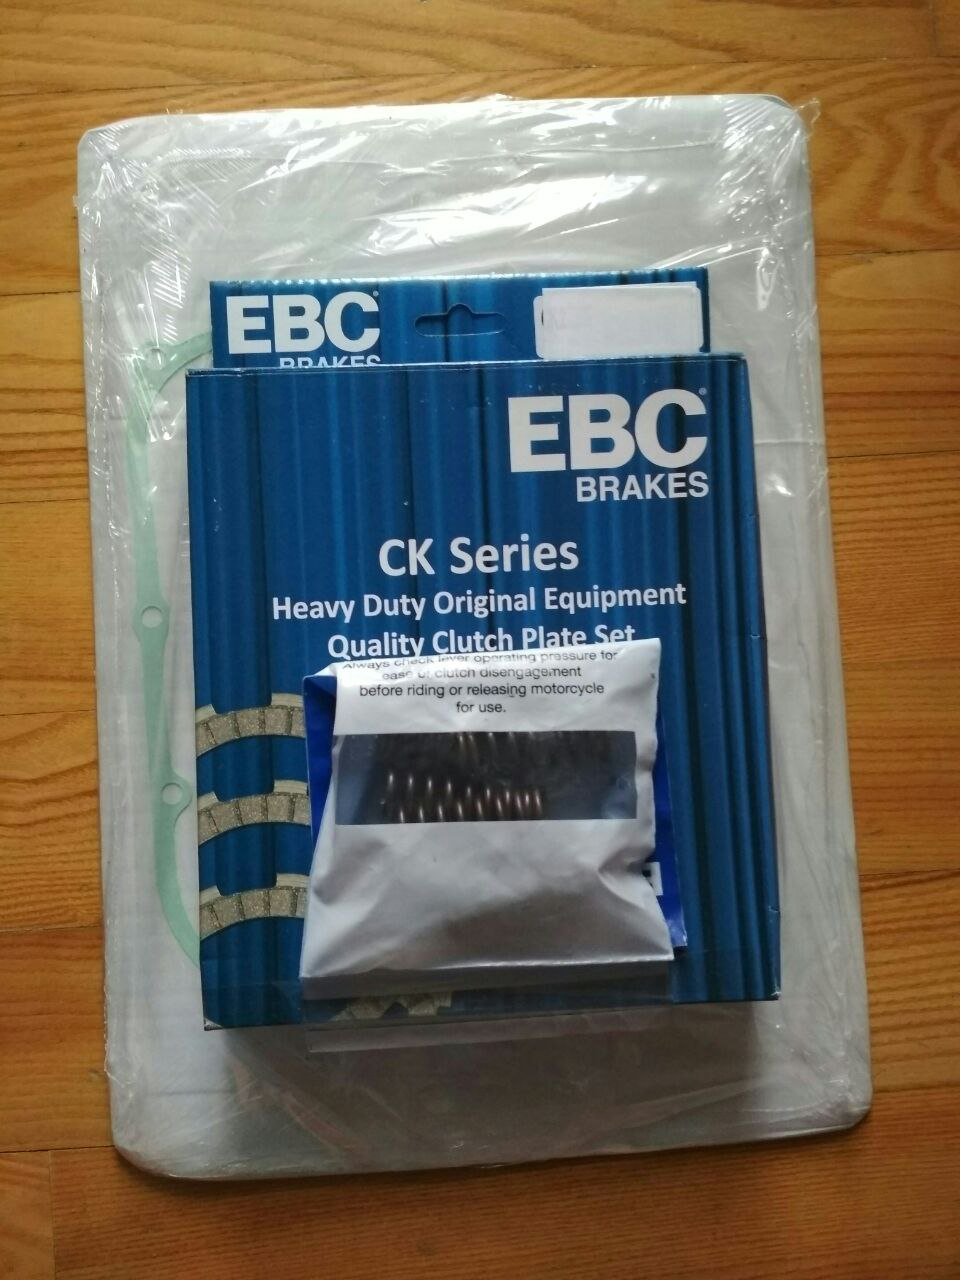 EBC
BRAKES
EBC
BRAKES
CK Series
Heavy Duty Original Equipment
Quality Clutch Plate Set
Always check lever operating pressure for
ease of clutch disengagement
before riding or releasing motorcycle
for use.